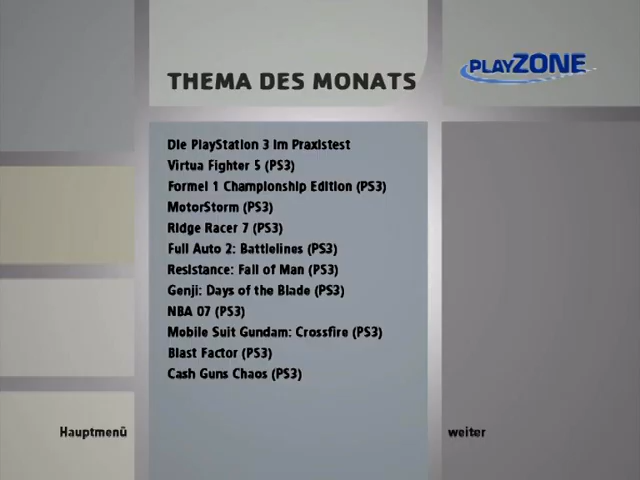 THEMA DES MONATS
PLAYZONE
Die PlayStation 3 im Praxistest
Virtua Fighter 5 (PS3)
Formel 1 Championship Edition (PS3)
MotorStorm (PS3)
Ridge Racer 7 (PS3)
Full Auto 2: Battlelines (PS3)
Resistance: Fall of Man (PS3)
Genji: Days of the Blade (PS3)
NBA 07 (PS3)
Mobile Suit Gundam: Crossfire (PS3)
Blast Factor (PS3)
Cash Guns Chaos (PS3)
Hauptmenü
weiter